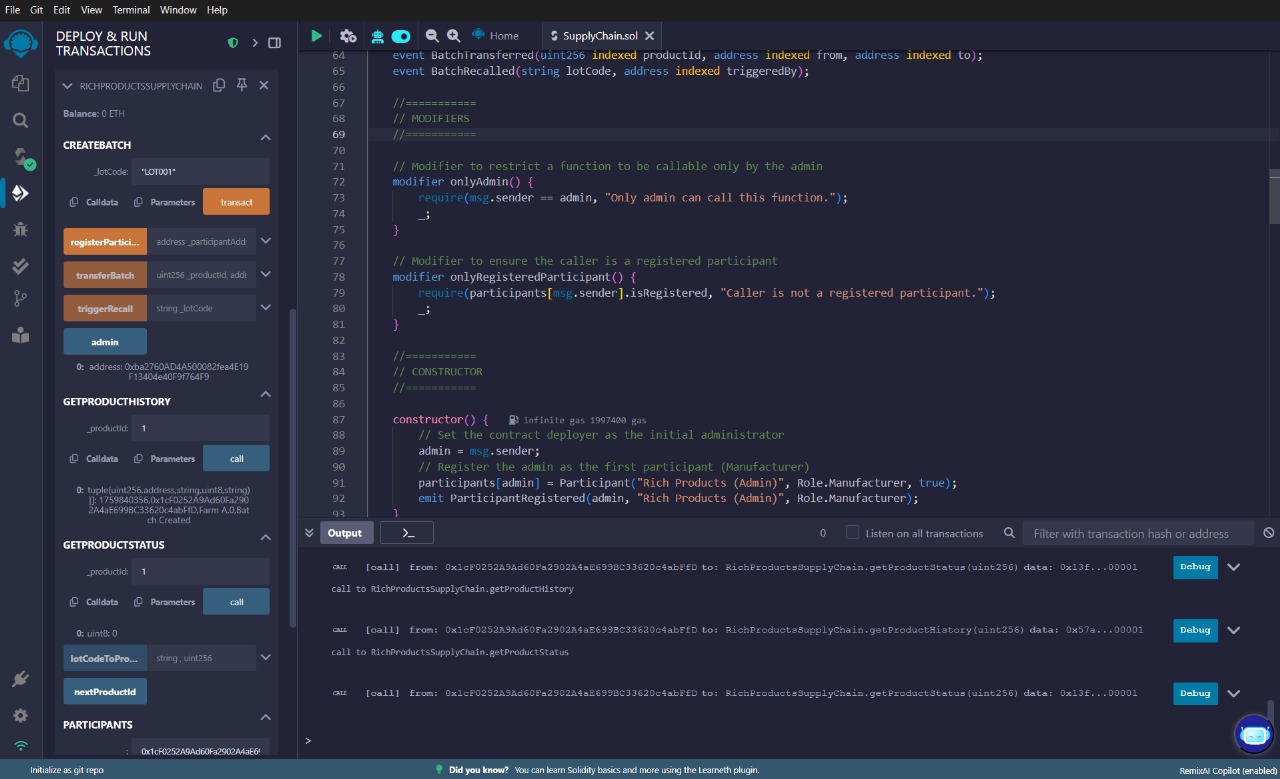 File Git Edit View Terminal Window Help
DEPLOY & RUN
TRANSACTIONS
RICHPRODUCTSSUPPLYCHAIN
Balance: 0 ETH
CREATEBATCH
_lotCode: "LOT001"
Calldata Parameters transact
registerPartici... address _participantAdd
transferBatch uint256 _productId, addi
triggerRecall string _lotCode
admin
0: address: 0xba2760AD4A500082fea4E19
F13404e40F9f764F9
GETPRODUCTHISTORY
_productId: 1
Calldata Parameters call
0: tuple(uint256,address,string,uint8,string)
[]: 1759840356,0x1cF0252A9Ad60Fa290
2A4aE699BC33620c4abFfD,Farm A,0,Bat
ch Created
GETPRODUCTSTATUS
_productId: 1
Calldata Parameters call
0: uint8: 0
lotCodeToPro... string , uint256
nextProductId
PARTICIPANTS
: 0x1cF0252A9Ad60Fa2902A4aE69
Home SupplyChain.sol
64 event BatchTransferred(uint256 indexed productId, address indexed from, address indexed to);
65 event BatchRecalled(string lotCode, address indexed triggeredBy);
66
67 //===========
68 // MODIFIERS
69 //===========
70
71 // Modifier to restrict a function to be callable only by the admin
72 modifier onlyAdmin() {
73 require(msg.sender == admin, "Only admin can call this function.");
74 _;
75 }
76
77 // Modifier to ensure the caller is a registered participant
78 modifier onlyRegisteredParticipant() {
79 require(participants[msg.sender].isRegistered, "Caller is not a registered participant.");
80 _;
81 }
82
83 //===========
84 // CONSTRUCTOR
85 //===========
86
87 constructor() { infinite gas 1997400 gas
88 // Set the contract deployer as the initial administrator
89 admin = msg.sender;
90 // Register the admin as the first participant (Manufacturer)
91 participants[admin] = Participant("Rich Products (Admin)", Role.Manufacturer, true);
92 emit ParticipantRegistered(admin, "Rich Products (Admin)", Role.Manufacturer);
93 }
Output >_ 0 Listen on all transactions Filter with transaction hash or address
CALL [call] from: 0x1cF0252A9Ad60Fa2902A4aE699BC33620c4abFfD to: RichProductsSupplyChain.getProductStatus(uint256) data: 0x13f...00001 Debug
call to RichProductsSupplyChain.getProductHistory
CALL [call] from: 0x1cF0252A9Ad60Fa2902A4aE699BC33620c4abFfD to: RichProductsSupplyChain.getProductHistory(uint256) data: 0x57a...00001 Debug
call to RichProductsSupplyChain.getProductStatus
CALL [call] from: 0x1cF0252A9Ad60Fa2902A4aE699BC33620c4abFfD to: RichProductsSupplyChain.getProductStatus(uint256) data: 0x13f...00001 Debug
>
Initialize as git repo Did you know? You can learn Solidity basics and more using the Learneth plugin. RemixAI Copilot (enabled)